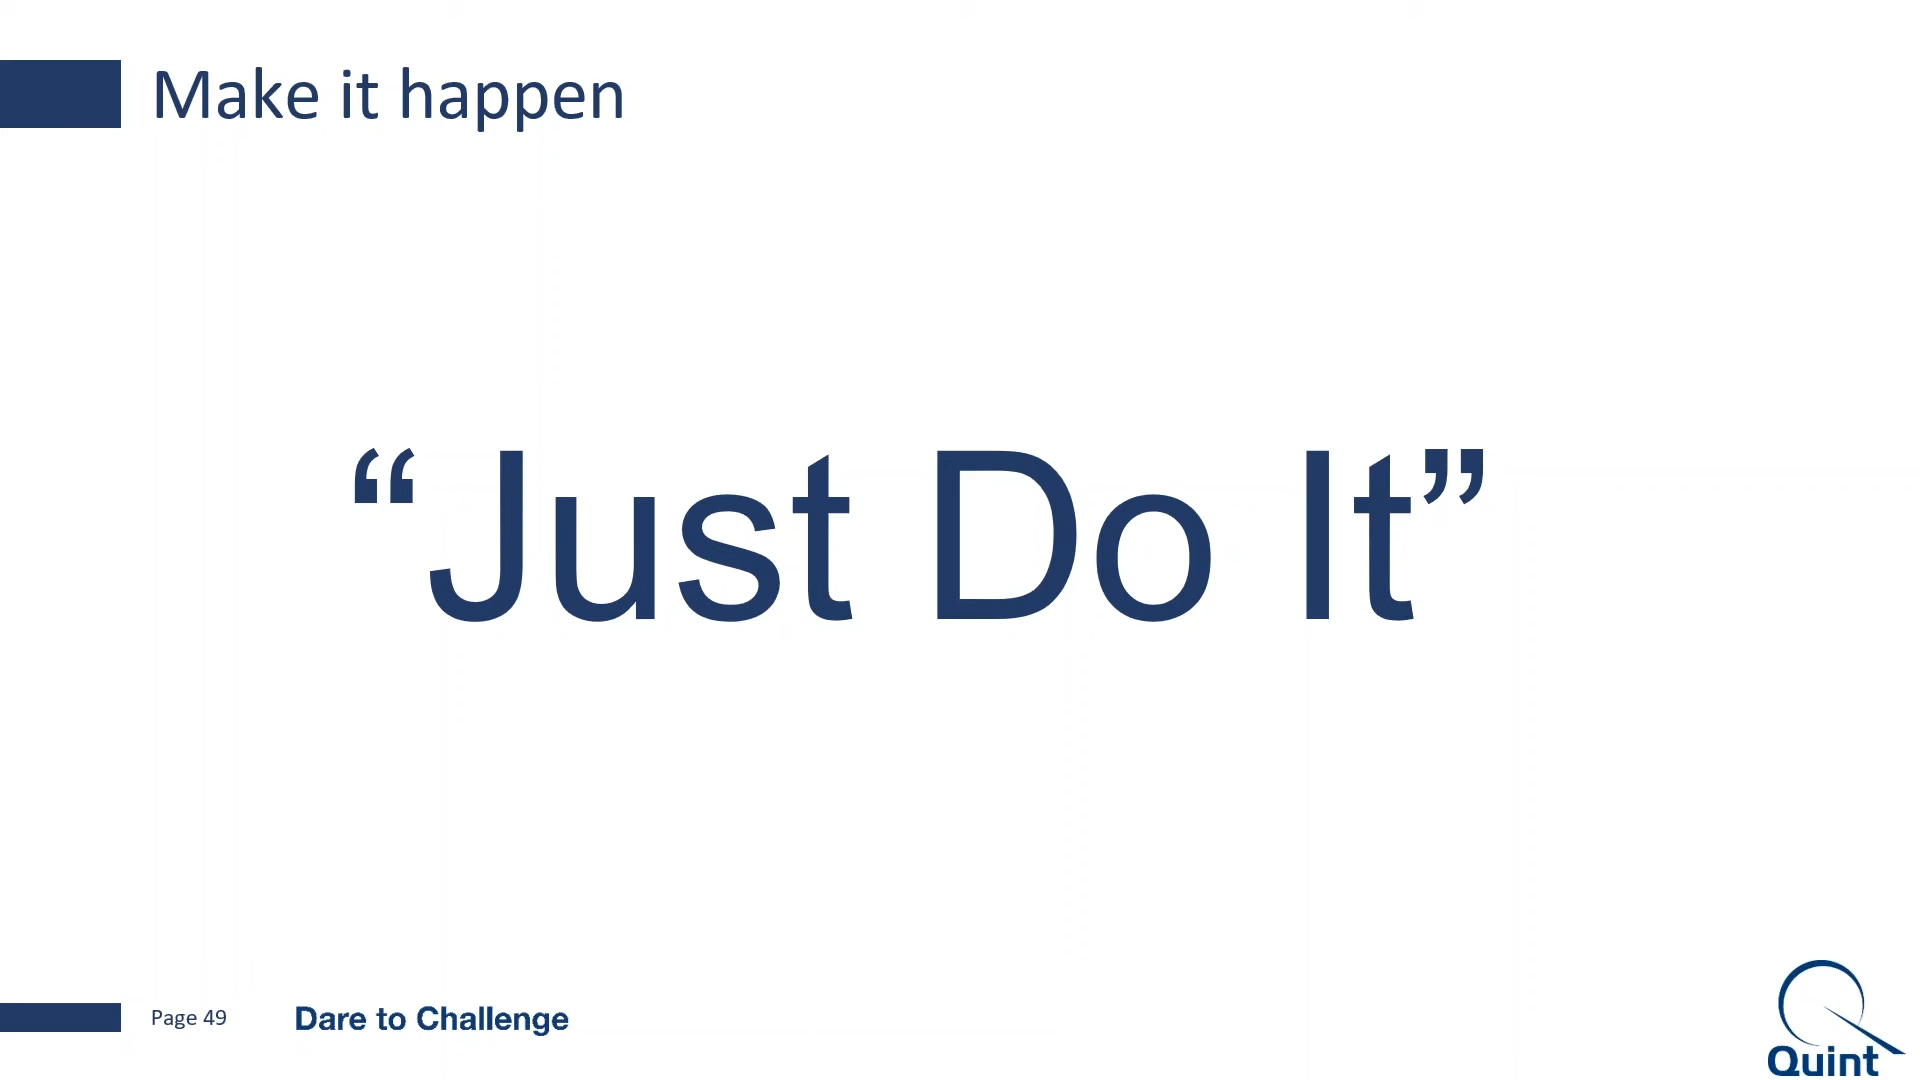 Make it happen
“Just Do It”
Page 49
Dare to Challenge
Quint